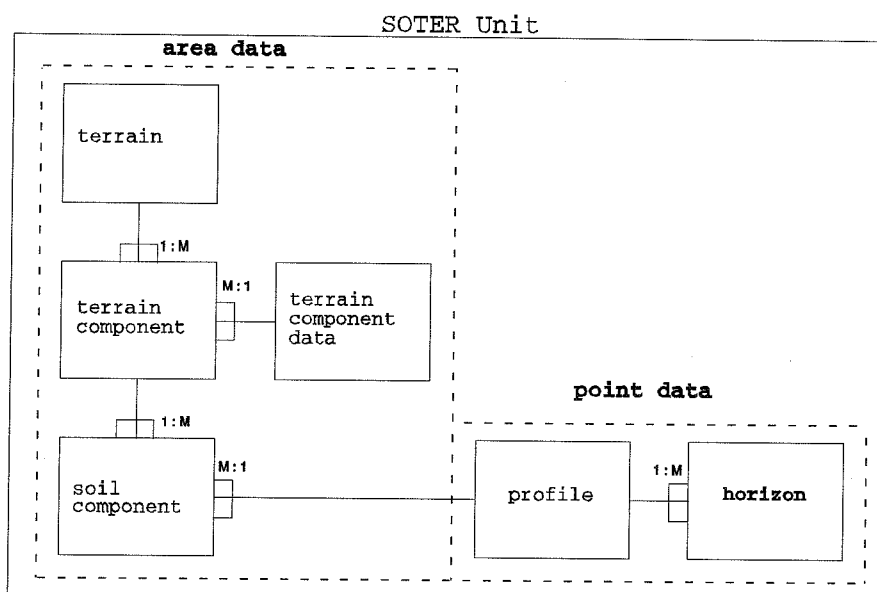 SOTER Unit
area data
terrain
1:M
terrain
component
M:1
terrain
component
data
1:M
soil
component
M:1
point data
profile
1:M
horizon